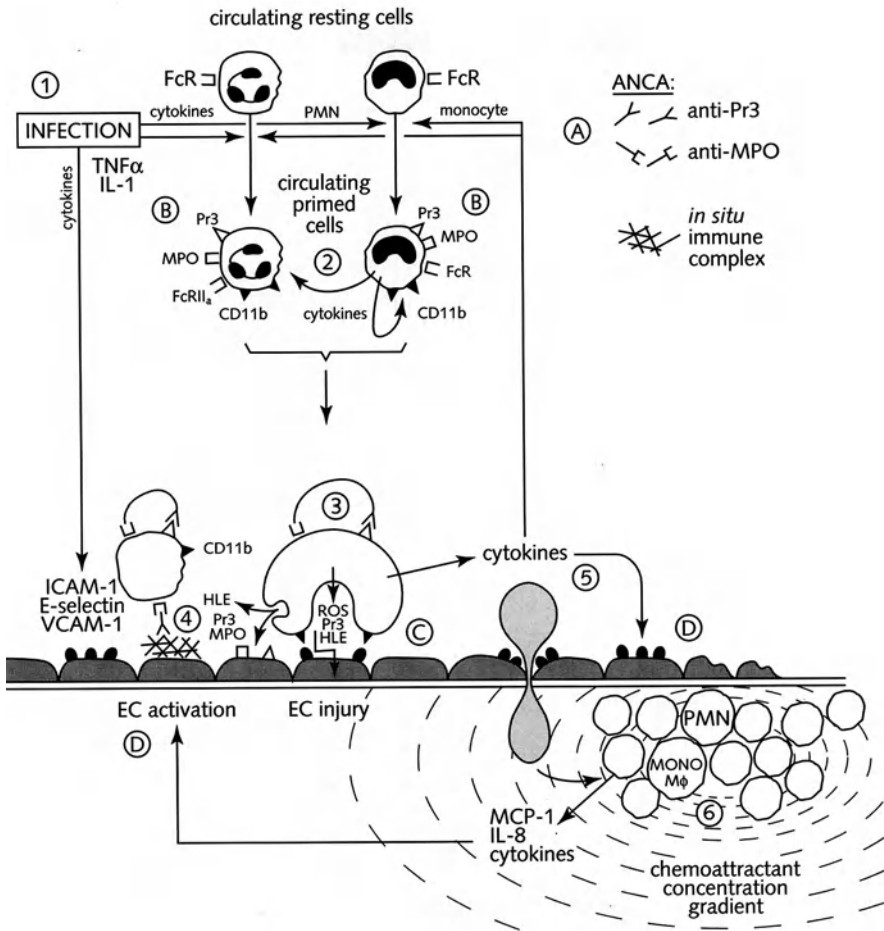 circulating resting cells
FcR
FcR
1
INFECTION
cytokines
PMN
monocyte
TNFα
IL-1
cytokines
ANCA:
A
anti-Pr3
anti-MPO
in situ
immune
complex
circulating
primed
cells
B
B
Pr3
MPO
FcRIIa
CD11b
2
cytokines
Pr3
MPO
FcR
CD11b
3
CD11b
ICAM-1
E-selectin
VCAM-1
4
HLE
Pr3
MPO
ROS
Pr3
HLE
C
cytokines
5
D
EC activation
D
EC injury
PMN
MONO
Mφ
6
MCP-1
IL-8
cytokines
chemoattractant
concentration
gradient